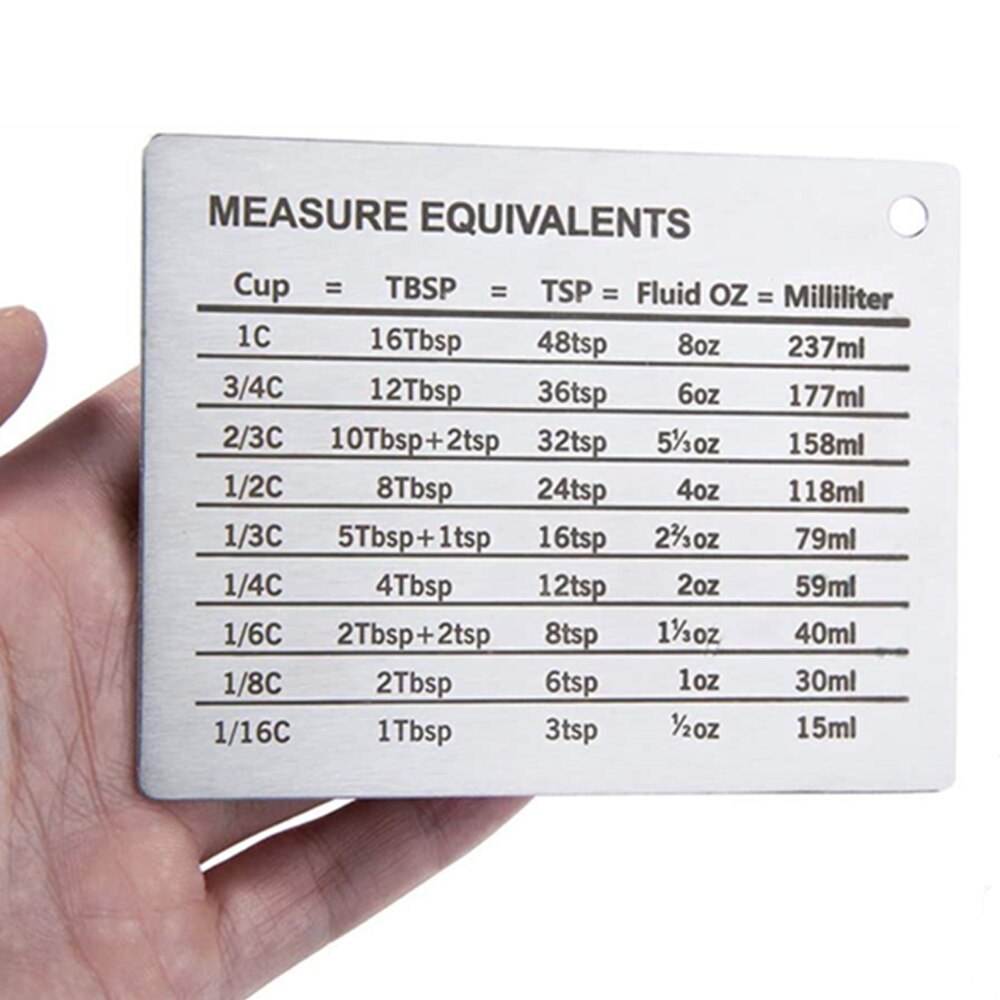 MEASURE EQUIVALENTS
Cup = TBSP = TSP = Fluid OZ = Milliliter
1C 16Tbsp 48tsp 8oz 237ml
3/4C 12Tbsp 36tsp 6oz 177ml
2/3C 10Tbsp+2tsp 32tsp 5⅓oz 158ml
1/2C 8Tbsp 24tsp 4oz 118ml
1/3C 5Tbsp+1tsp 16tsp 2⅔oz 79ml
1/4C 4Tbsp 12tsp 2oz 59ml
1/6C 2Tbsp+2tsp 8tsp 1⅓oz 40ml
1/8C 2Tbsp 6tsp 1oz 30ml
1/16C 1Tbsp 3tsp ½oz 15ml